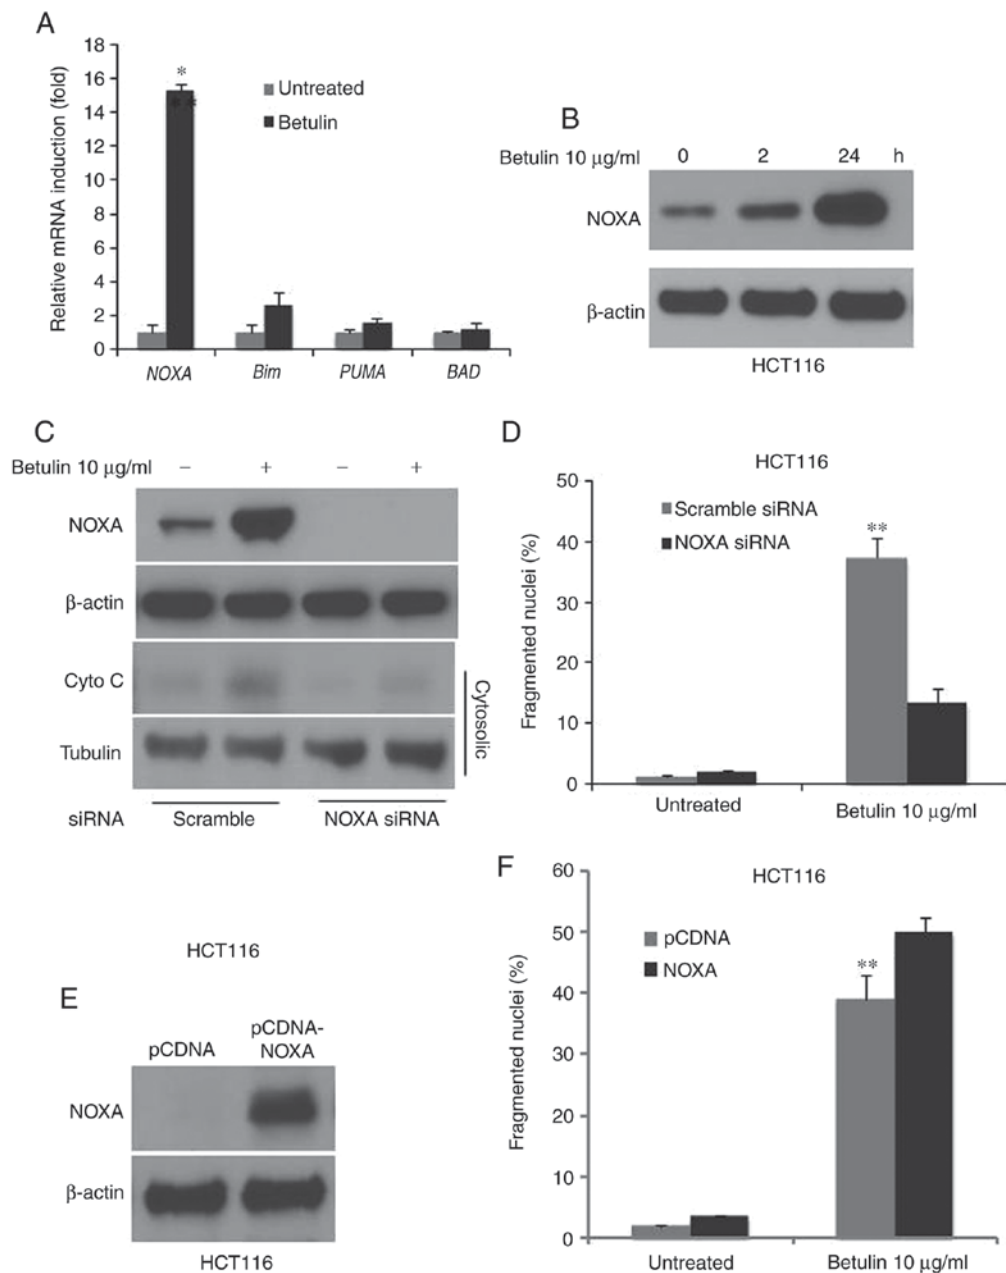 A
Relative mRNA induction (fold)
18
16
14
12
10
8
6
4
2
0
*
**
Untreated
Betulin
NOXA Bim PUMA BAD
B
Betulin 10 μg/ml 0 2 24 h
NOXA
β-actin
HCT116
C
Betulin 10 μg/ml − + − +
NOXA
β-actin
Cyto C
Tubulin
Cytosolic
siRNA Scramble NOXA siRNA
D
HCT116
Fragmented nuclei (%)
50
40
30
20
10
0
Scramble siRNA
NOXA siRNA
**
Untreated Betulin 10 μg/ml
HCT116
E
pCDNA pCDNA-
NOXA
NOXA
β-actin
HCT116
F
HCT116
Fragmented nuclei (%)
60
50
40
30
20
10
0
pCDNA
NOXA
**
Untreated Betulin 10 μg/ml